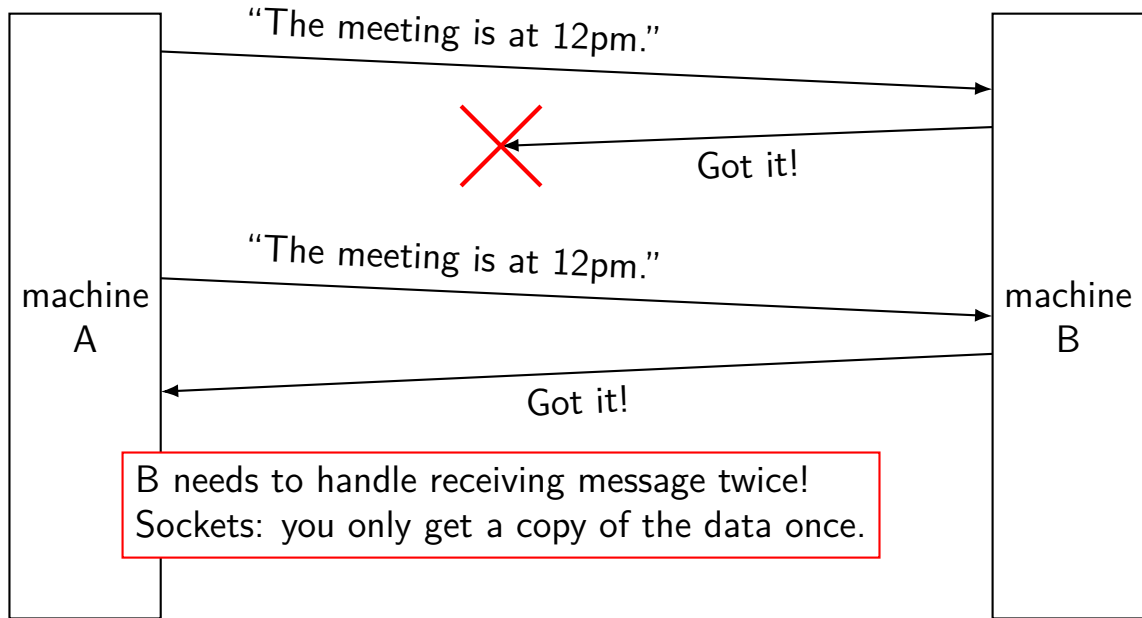 “The meeting is at 12pm.”
Got it!
“The meeting is at 12pm.”
machine
A
machine
B
Got it!
B needs to handle receiving message twice!
Sockets: you only get a copy of the data once.